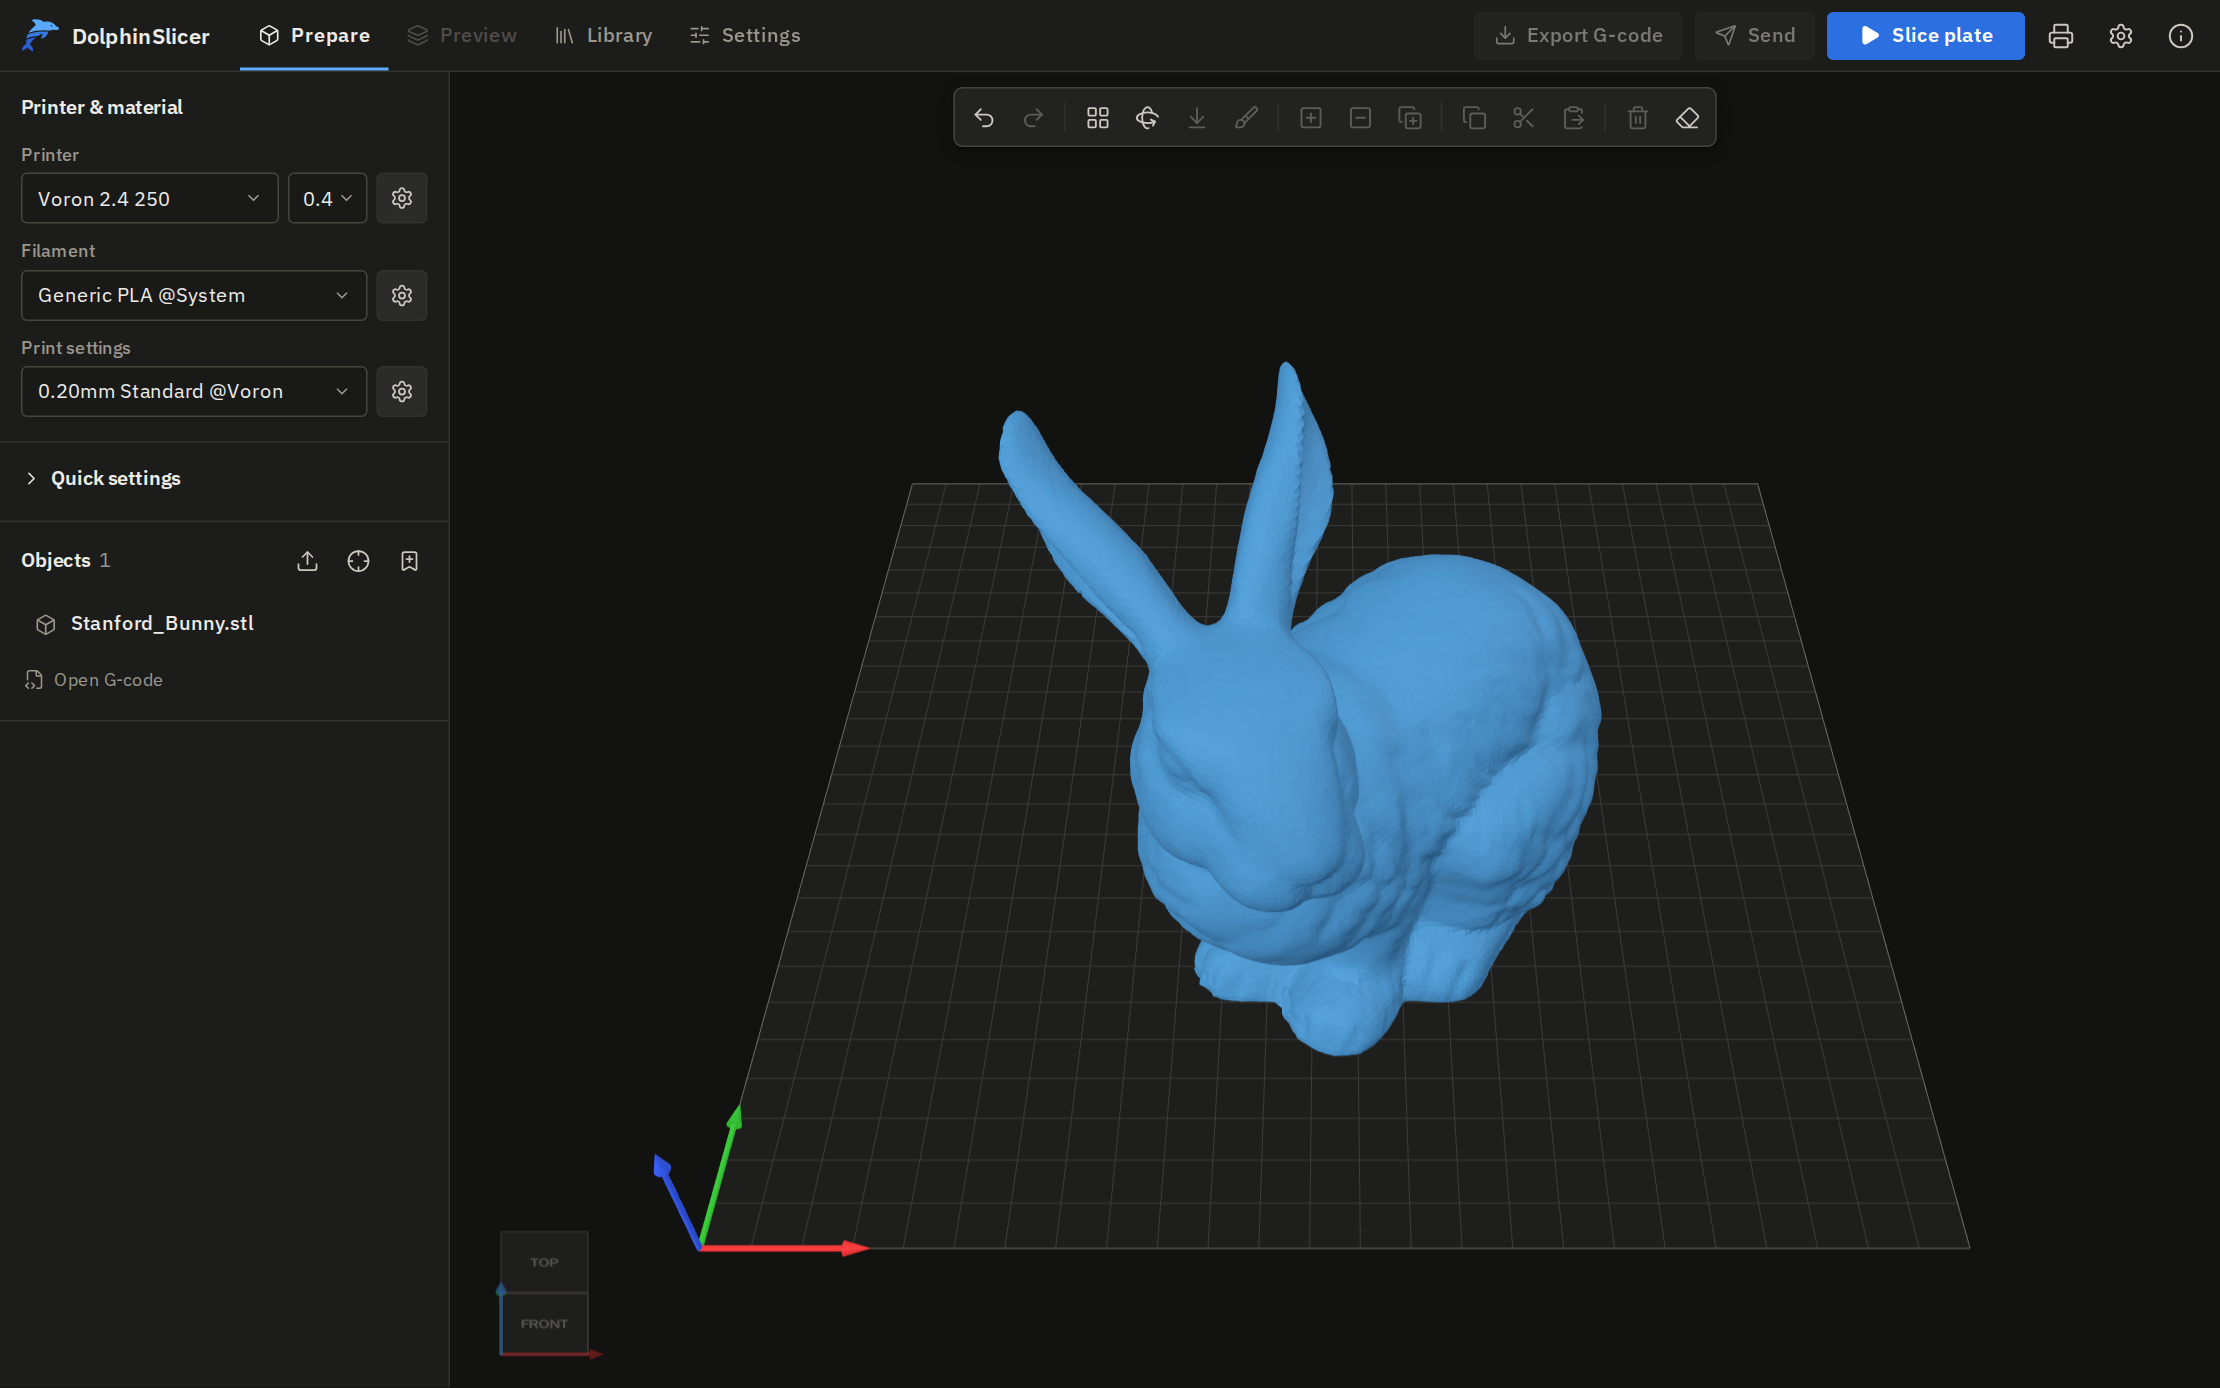 DolphinSlicer
Prepare
Preview
Library
Settings
Export G-code
Send
Slice plate
Printer & material
Printer
Voron 2.4 250
0.4
Filament
Generic PLA @System
Print settings
0.20mm Standard @Voron
Quick settings
Objects 1
Stanford_Bunny.stl
Open G-code
TOP
FRONT